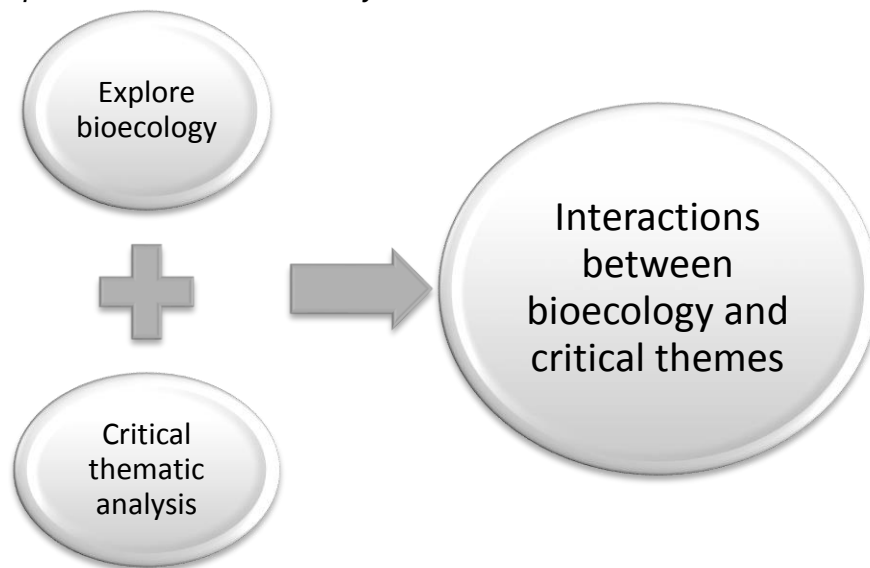 Explore
bioecology
Critical
thematic
analysis
Interactions
between
bioecology and
critical themes